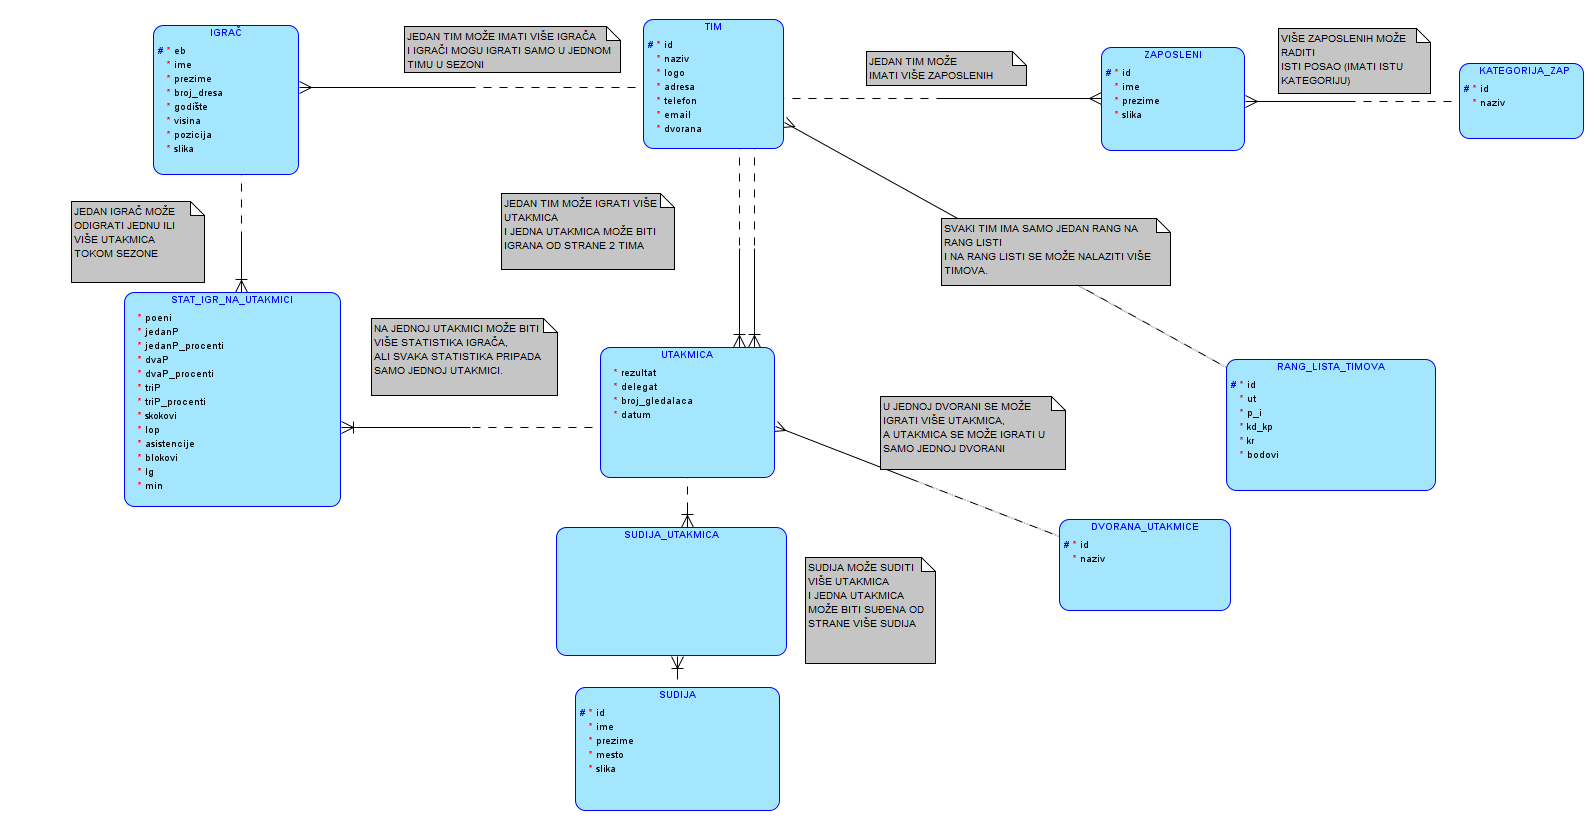 IGRAČ
# * eb
* ime
* prezime
* broj_dresa
* godište
* visina
* pozicija
* slika
JEDAN TIM MOŽE IMATI VIŠE IGRAČA
I IGRAČI MOGU IGRATI SAMO U JEDNOM
TIMU U SEZONI
TIM
# * id
* naziv
* logo
* adresa
* telefon
* email
* dvorana
JEDAN TIM MOŽE
IMATI VIŠE ZAPOSLENIH
ZAPOSLENI
# * id
* ime
* prezime
* slika
VIŠE ZAPOSLENIH MOŽE
RADITI
ISTI POSAO (IMATI ISTU
KATEGORIJU)
KATEGORIJA_ZAP
# * id
* naziv
JEDAN IGRAČ MOŽE
ODIGRATI JEDNU ILI
VIŠE UTAKMICA
TOKOM SEZONE
JEDAN TIM MOŽE IGRATI VIŠE
UTAKMICA
I JEDNA UTAKMICA MOŽE BITI
IGRANA OD STRANE 2 TIMA
SVAKI TIM IMA SAMO JEDAN RANG NA
RANG LISTI
I NA RANG LISTI SE MOŽE NALAZITI VIŠE
TIMOVA.
STAT_IGR_NA_UTAKMICI
* poeni
* jedanP
* jedanP_procenti
* dvaP
* dvaP_procenti
* triP
* triP_procenti
* skokovi
* lop
* asistencije
* blokovi
* lg
* min
NA JEDNOJ UTAKMICI MOŽE BITI
VIŠE STATISTIKA IGRAČA,
ALI SVAKA STATISTIKA PRIPADA
SAMO JEDNOJ UTAKMICI.
UTAKMICA
* rezultat
* delegat
* broj_gledalaca
* datum
U JEDNOJ DVORANI SE MOŽE
IGRATI VIŠE UTAKMICA,
A UTAKMICA SE MOŽE IGRATI U
SAMO JEDNOJ DVORANI
RANG_LISTA_TIMOVA
# * id
* ut
* p_i
* kd_kp
* kr
* bodovi
SUDIJA_UTAKMICA
DVORANA_UTAKMICE
# * id
* naziv
SUDIJA MOŽE SUDITI
VIŠE UTAKMICA
I JEDNA UTAKMICA
MOŽE BITI SUĐENA OD
STRANE VIŠE SUDIJA
SUDIJA
# * id
* ime
* prezime
* mesto
* slika